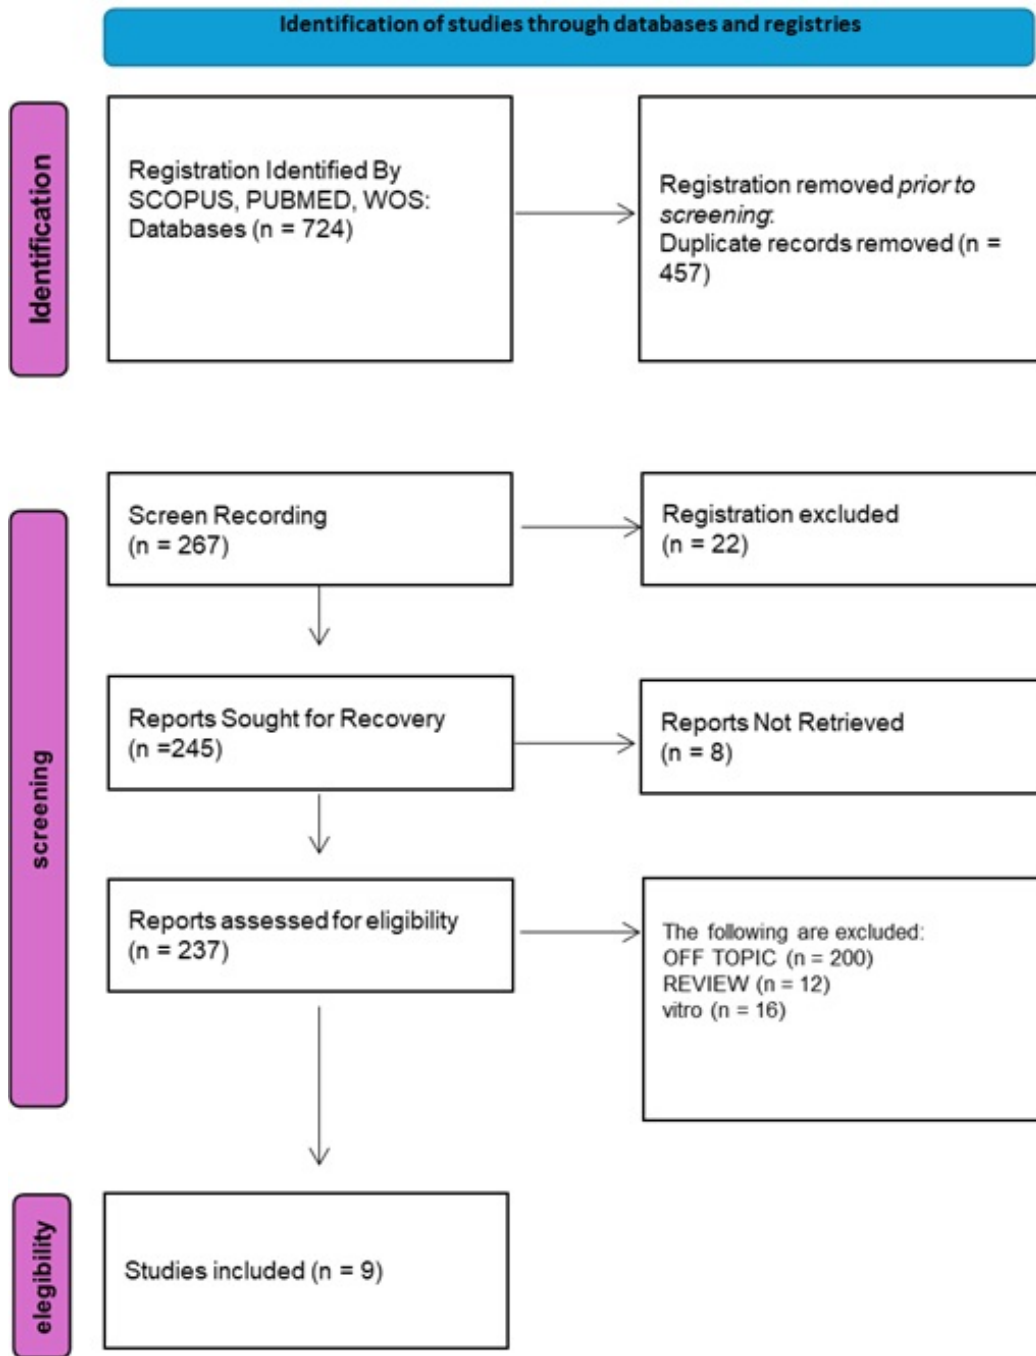 Identification of studies through databases and registries
Identification
Registration Identified By
SCOPUS, PUBMED, WOS:
Databases (n = 724)
Registration removed prior to
screening:
Duplicate records removed (n =
457)
screening
Screen Recording
(n = 267)
Registration excluded
(n = 22)
Reports Sought for Recovery
(n =245)
Reports Not Retrieved
(n = 8)
Reports assessed for eligibility
(n = 237)
The following are excluded:
OFF TOPIC (n = 200)
REVIEW (n = 12)
vitro (n = 16)
elegibility
Studies included (n = 9)